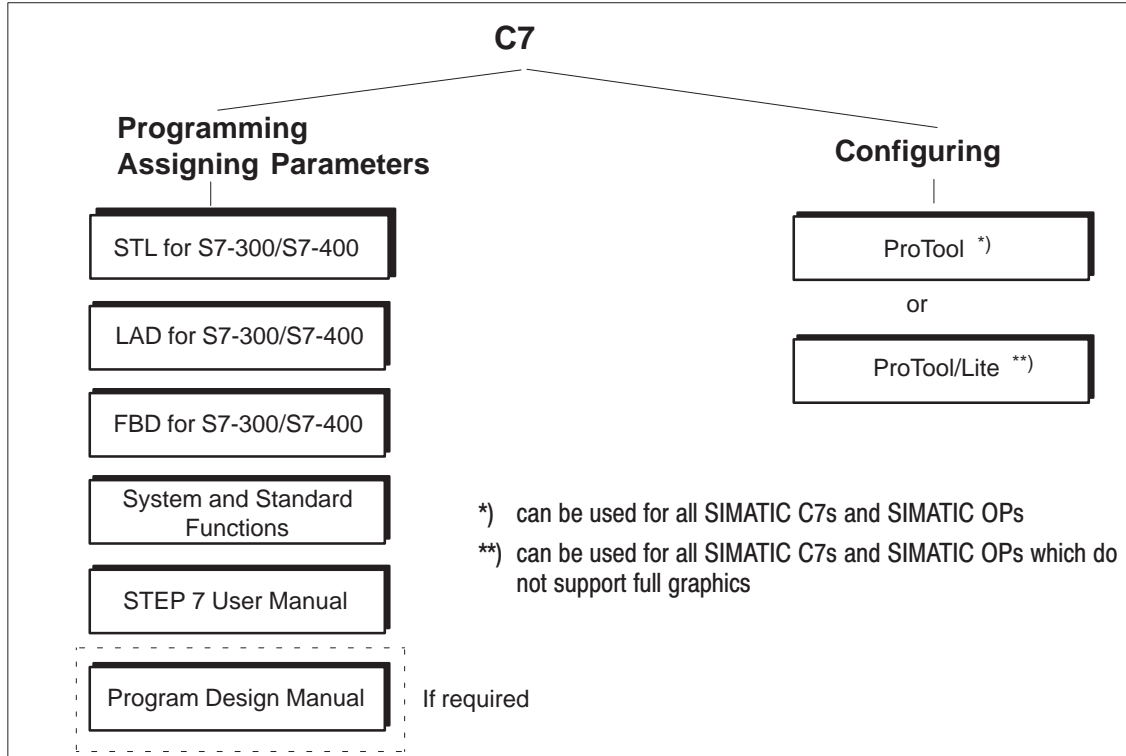 C7
Programming
Assigning Parameters
STL for S7-300/S7-400
LAD for S7-300/S7-400
FBD for S7-300/S7-400
System and Standard
Functions
STEP 7 User Manual
Program Design Manual
If required
Configuring
ProTool *)
or
ProTool/Lite **)
*) can be used for all SIMATIC C7s and SIMATIC OPs
**) can be used for all SIMATIC C7s and SIMATIC OPs which do
not support full graphics